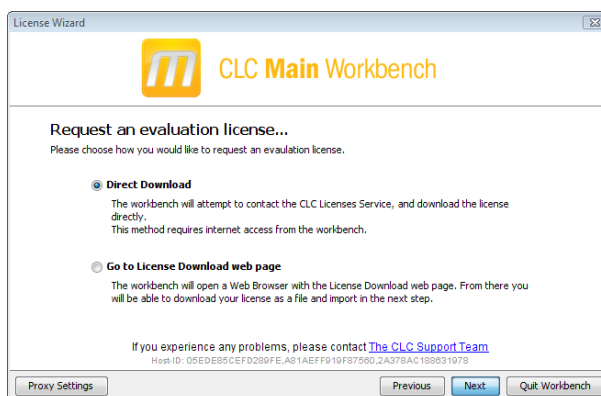 License Wizard
CLC Main Workbench
Request an evaluation license...
Please choose how you would like to request an evaulation license.
Direct Download
The workbench will attempt to contact the CLC Licenses Service, and download the license
directly.
This method requires internet access from the workbench.
Go to License Download web page
The workbench will open a Web Browser with the License Download web page. From there you
will be able to download your license as a file and import in the next step.
If you experience any problems, please contact The CLC Support Team
Host-ID: 05EDE85CEFD289FE,A81AEFF919F87560,2A378AC188631978
Proxy Settings Previous Next Quit Workbench